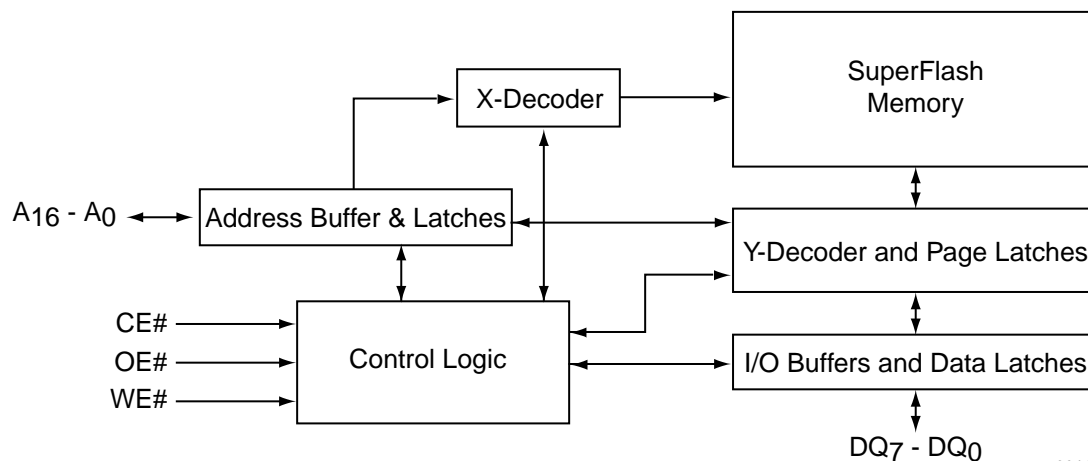 SuperFlash
Memory
X-Decoder
A16 - A0
Address Buffer & Latches
Y-Decoder and Page Latches
CE#
OE#
WE#
Control Logic
I/O Buffers and Data Latches
DQ7 - DQ0